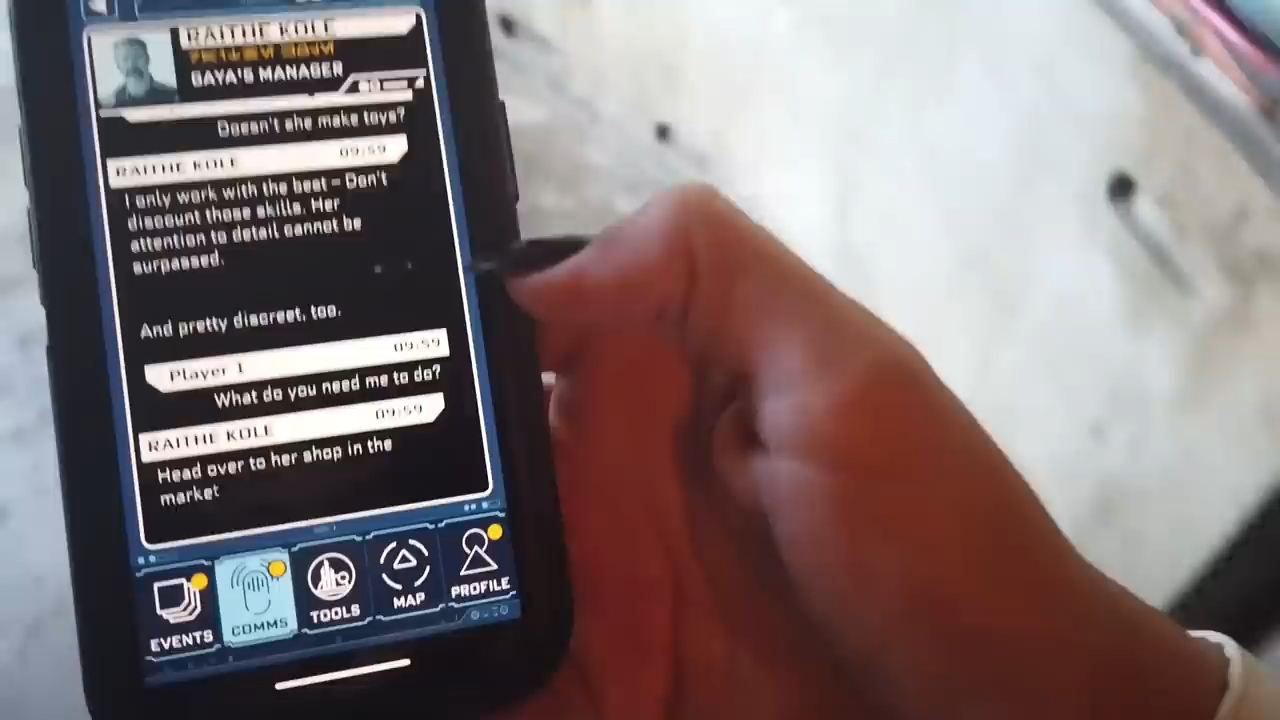 RAITHE KOLE
GAYA'S MANAGER
Doesn't she make toys?
RAITHE KOLE 09:59
I only work with the best - Don't
discount those skills. Her
attention to detail cannot be
surpassed.
And pretty discreet, too.
Player 1 09:59
What do you need me to do?
RAITHE KOLE 09:59
Head over to her shop in the
market
EVENTS
COMMS
TOOLS
MAP
PROFILE